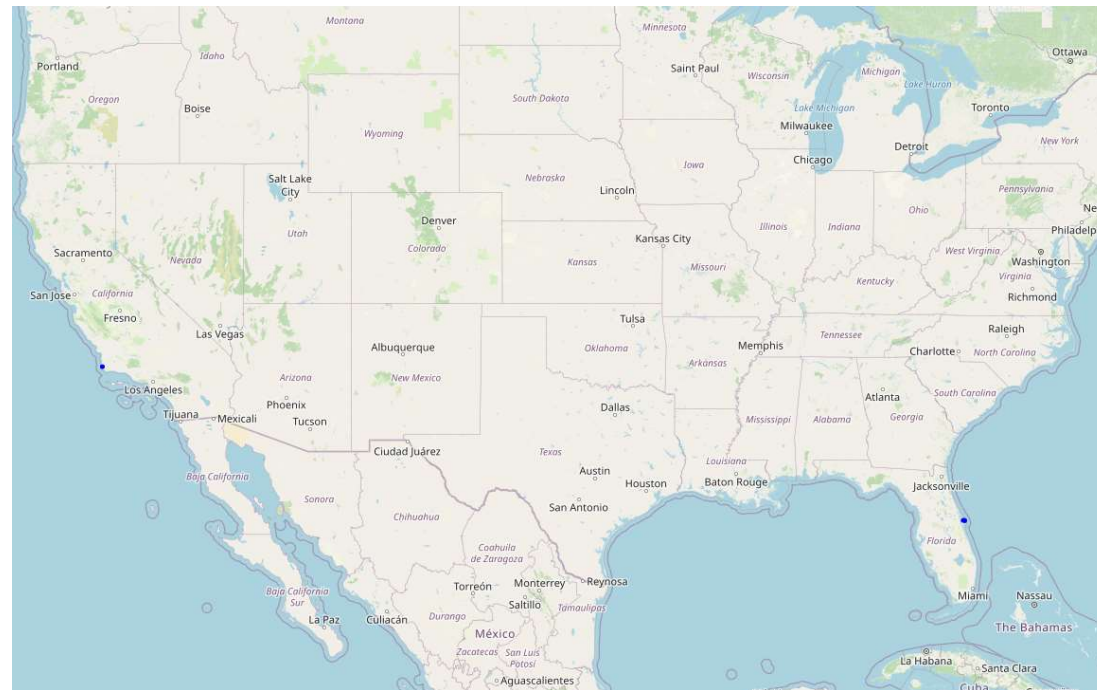 Montana
Minnesota
Ottawa
Portland
Idaho
Saint Paul
Wisconsin
Michigan
Lake Huron
Oregon
Boise
South Dakota
Lake Michigan
Toronto
Wyoming
Milwaukee
Detroit
New York
Chicago
Iowa
Salt Lake
City
Nebraska
Lincoln
Pennsylvania
Ne
Denver
Illinois
Indiana
Ohio
Philadelp
Utah
Colorado
Kansas City
Sacramento
Nevada
Kansas
Missouri
West Virginia
Washington
Virginia
San Jose
California
Kentucky
Richmond
Fresno
Las Vegas
Tulsa
Raleigh
Tennessee
Albuquerque
Oklahoma
Memphis
Charlotte
North Carolina
Arkansas
Los Angeles
Arizona
New Mexico
South Carolina
Atlanta
Phoenix
Dallas
Tijuana
Mexicali
Tucson
Mississippi
Alabama
Georgia
Ciudad Juárez
Texas
Louisiana
Austin
Baja California
Houston
Baton Rouge
Jacksonville
Sonora
San Antonio
Chihuahua
Florida
Coahuila
de Zaragoza
Torreón
Monterrey
Reynosa
Baja California
Sur
Saltillo
Miami
Nassau
Durango
Tamaulipas
La Paz
Culiacán
The Bahamas
México
Zacatecas
San Luis
Potosí
La Habana
Santa Clara
Aguascalientes
Cuba